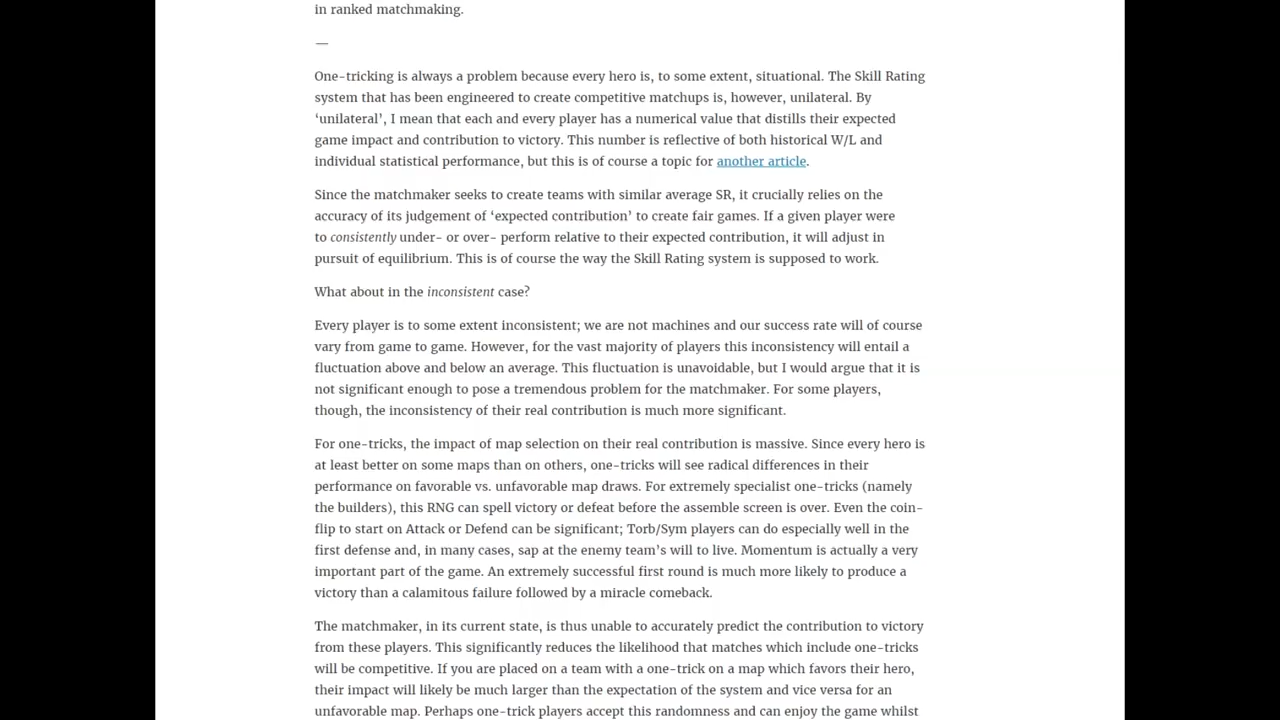 in ranked matchmaking.
—
One-tricking is always a problem because every hero is, to some extent, situational. The Skill Rating
system that has been engineered to create competitive matchups is, however, unilateral. By
‘unilateral’, I mean that each and every player has a numerical value that distills their expected
game impact and contribution to victory. This number is reflective of both historical W/L and
individual statistical performance, but this is of course a topic for another article.
Since the matchmaker seeks to create teams with similar average SR, it crucially relies on the
accuracy of its judgement of ‘expected contribution’ to create fair games. If a given player were
to consistently under- or over- perform relative to their expected contribution, it will adjust in
pursuit of equilibrium. This is of course the way the Skill Rating system is supposed to work.
What about in the inconsistent case?
Every player is to some extent inconsistent; we are not machines and our success rate will of course
vary from game to game. However, for the vast majority of players this inconsistency will entail a
fluctuation above and below an average. This fluctuation is unavoidable, but I would argue that it is
not significant enough to pose a tremendous problem for the matchmaker. For some players,
though, the inconsistency of their real contribution is much more significant.
For one-tricks, the impact of map selection on their real contribution is massive. Since every hero is
at least better on some maps than on others, one-tricks will see radical differences in their
performance on favorable vs. unfavorable map draws. For extremely specialist one-tricks (namely
the builders), this RNG can spell victory or defeat before the assemble screen is over. Even the coin-
flip to start on Attack or Defend can be significant; Torb/Sym players can do especially well in the
first defense and, in many cases, sap at the enemy team’s will to live. Momentum is actually a very
important part of the game. An extremely successful first round is much more likely to produce a
victory than a calamitous failure followed by a miracle comeback.
The matchmaker, in its current state, is thus unable to accurately predict the contribution to victory
from these players. This significantly reduces the likelihood that matches which include one-tricks
will be competitive. If you are placed on a team with a one-trick on a map which favors their hero,
their impact will likely be much larger than the expectation of the system and vice versa for an
unfavorable map. Perhaps one-trick players accept this randomness and can enjoy the game whilst